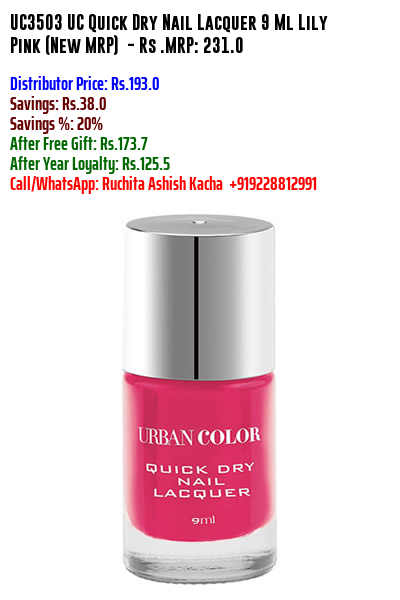 UC3503 UC Quick Dry Nail Lacquer 9 Ml Lily
Pink (New MRP) - Rs .MRP: 231.0
Distributor Price: Rs.193.0
Savings: Rs.38.0
Savings %: 20%
After Free Gift: Rs.173.7
After Year Loyalty: Rs.125.5
Call/WhatsApp: Ruchita Ashish Kacha +919228812991
URBAN COLOR
QUICK DRY
NAIL
LACQUER
9ml